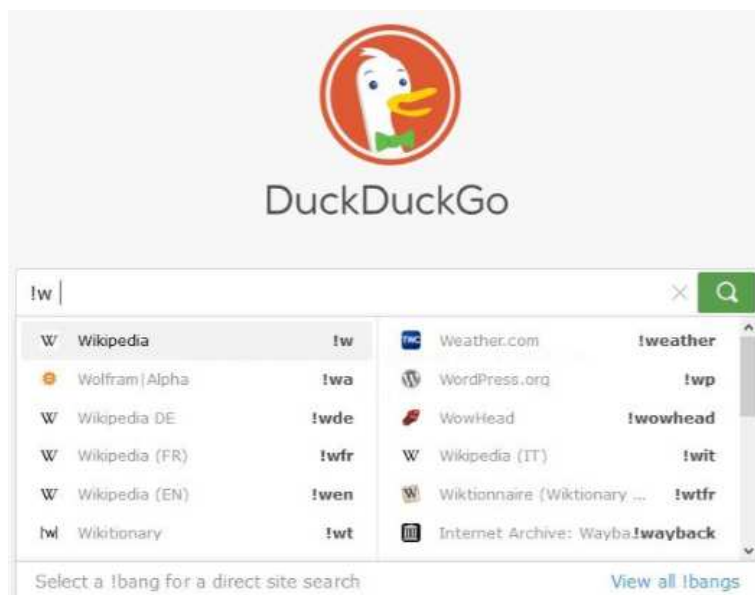 DuckDuckGo
!w
Wikipedia !w
Weather.com !weather
Wolfram|Alpha !wa
WordPress.org !wp
Wikipedia DE !wde
WowHead !wowhead
Wikipedia (FR) !wfr
Wikipedia (IT) !wit
Wikipedia (EN) !wen
Wiktionnaire (Wiktionary ... !wtfr
Wikitionary !wt
Internet Archive: Wayba !wayback
Select a !bang for a direct site search
View all !bangs